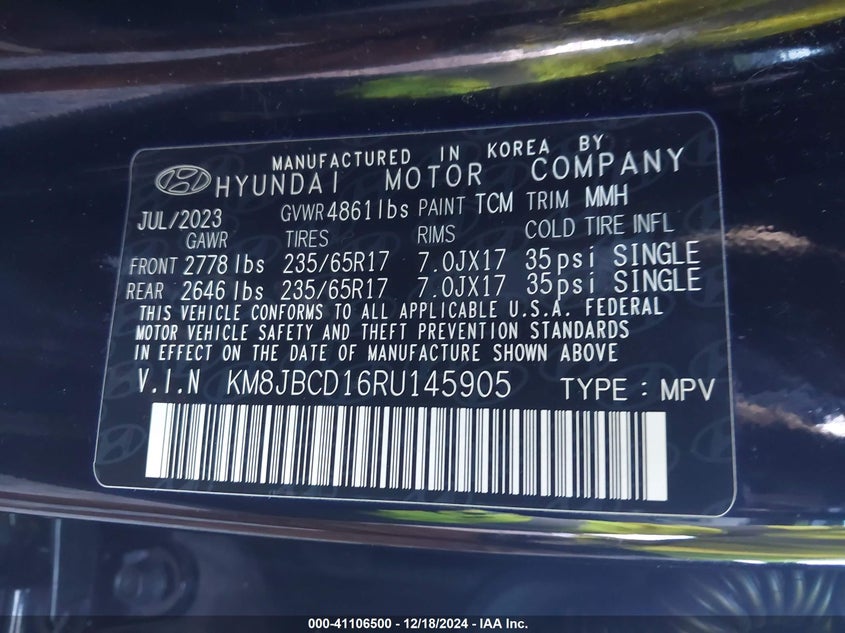 MANUFACTURED IN KOREA BY
HYUNDAI MOTOR COMPANY
JUL/2023 GVWR 4861 lbs PAINT TCM TRIM MMH
GAWR TIRES RIMS COLD TIRE INFL
FRONT 2778 lbs 235/65R17 7.0JX17 35psi SINGLE
REAR 2646 lbs 235/65R17 7.0JX17 35psi SINGLE
THIS VEHICLE CONFORMS TO ALL APPLICABLE U.S.A. FEDERAL
MOTOR VEHICLE SAFETY AND THEFT PREVENTION STANDARDS
IN EFFECT ON THE DATE OF MANUFACTURE SHOWN ABOVE
V.I.N KM8JBCD16RU145905 TYPE : MPV
000-41106500 - 12/18/2024 - IAA Inc.